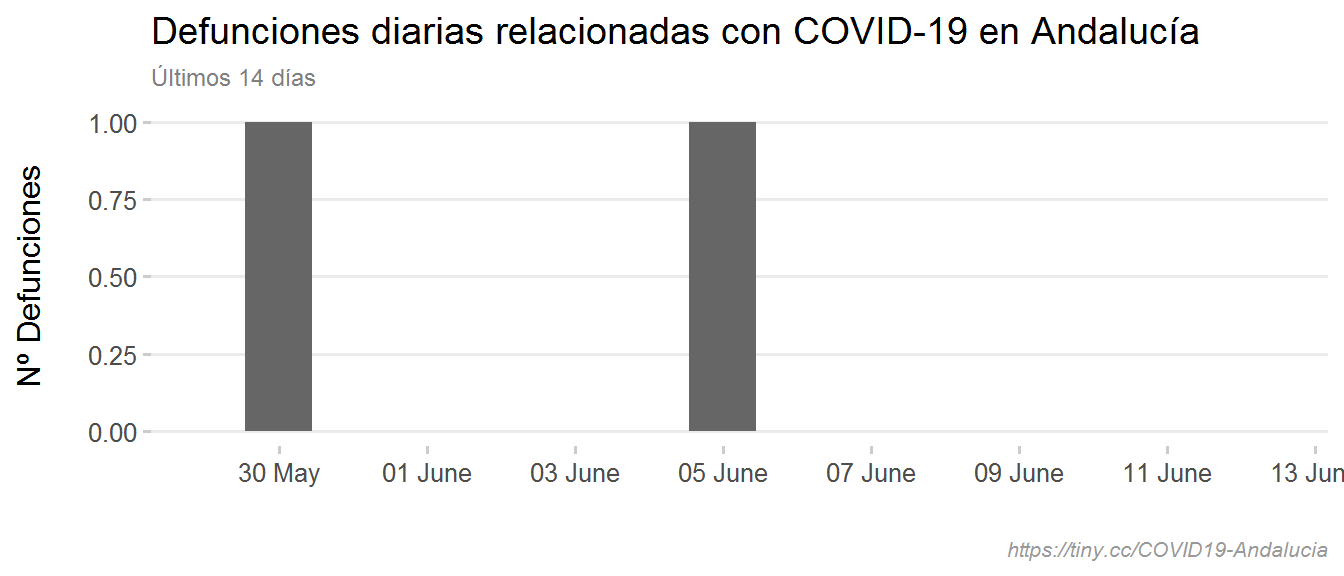 Defunciones diarias relacionadas con COVID-19 en Andalucía
Últimos 14 días
Nº Defunciones
1.00
0.75
0.50
0.25
0.00
30 May 01 June 03 June 05 June 07 June 09 June 11 June 13 Jun
https://tiny.cc/COVID19-Andalucia